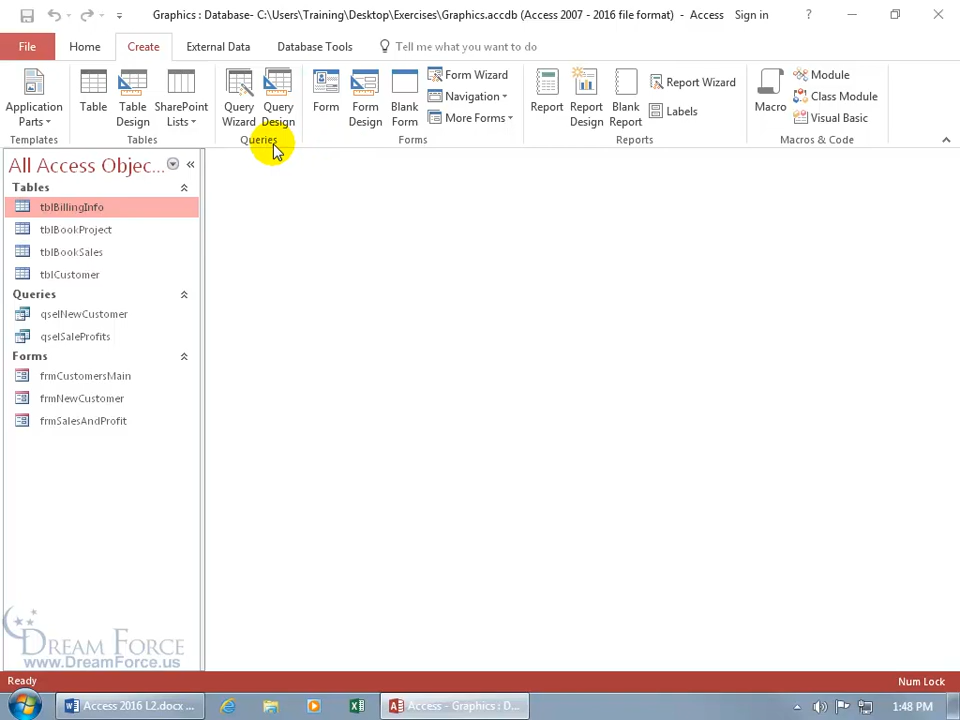 Graphics : Database- C:\Users\Training\Desktop\Exercises\Graphics.accdb (Access 2007 - 2016 file format) - Access Sign in ?
File Home Create External Data Database Tools Tell me what you want to do
Application Parts
Table
Table Design
SharePoint Lists
Query Wizard
Query Design
Form
Form Design
Blank Form
Form Wizard
Navigation
More Forms
Report
Report Design
Blank Report
Report Wizard
Labels
Macro
Module
Class Module
Visual Basic
Templates Tables Queries Forms Reports Macros & Code
All Access Objec... «
Tables
tblBillingInfo
tblBookProject
tblBookSales
tblCustomer
Queries
qselNewCustomer
qselSaleProfits
Forms
frmCustomersMain
frmNewCustomer
frmSalesAndProfit
DREAM FORCE
www.DreamForce.us
Ready Num Lock
Access 2016 L2.docx ... Access - Graphics : D... 1:48 PM